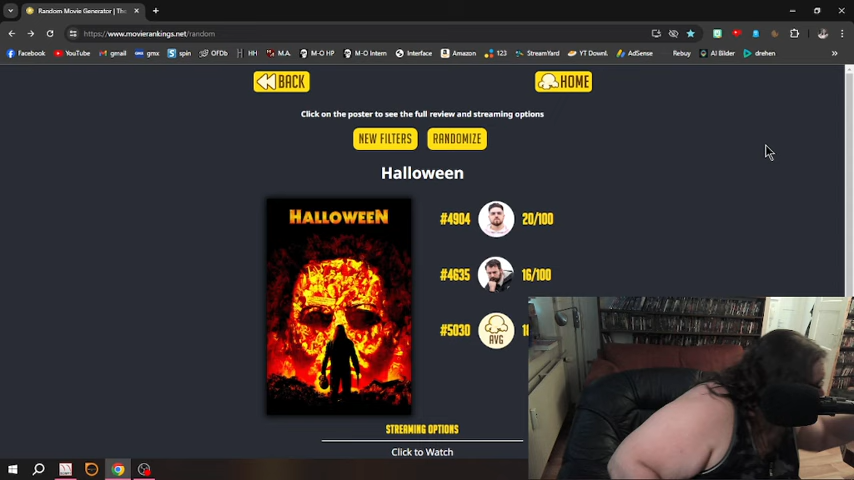 Random Movie Generator | The
https://www.movierankings.net/random
Facebook YouTube gmail gmx spin OFDb HH M.A. M-O HP M-O Intern Interface Amazon 123 StreamYard YT Downl. AdSense Rebuy AI Bilder drehen
BACK
HOME
Click on the poster to see the full review and streaming options
NEW FILTERS RANDOMIZE
Halloween
HALLOWEEN
#4904 20/100
#4635 16/100
#5030 AVG
STREAMING OPTIONS
Click to Watch